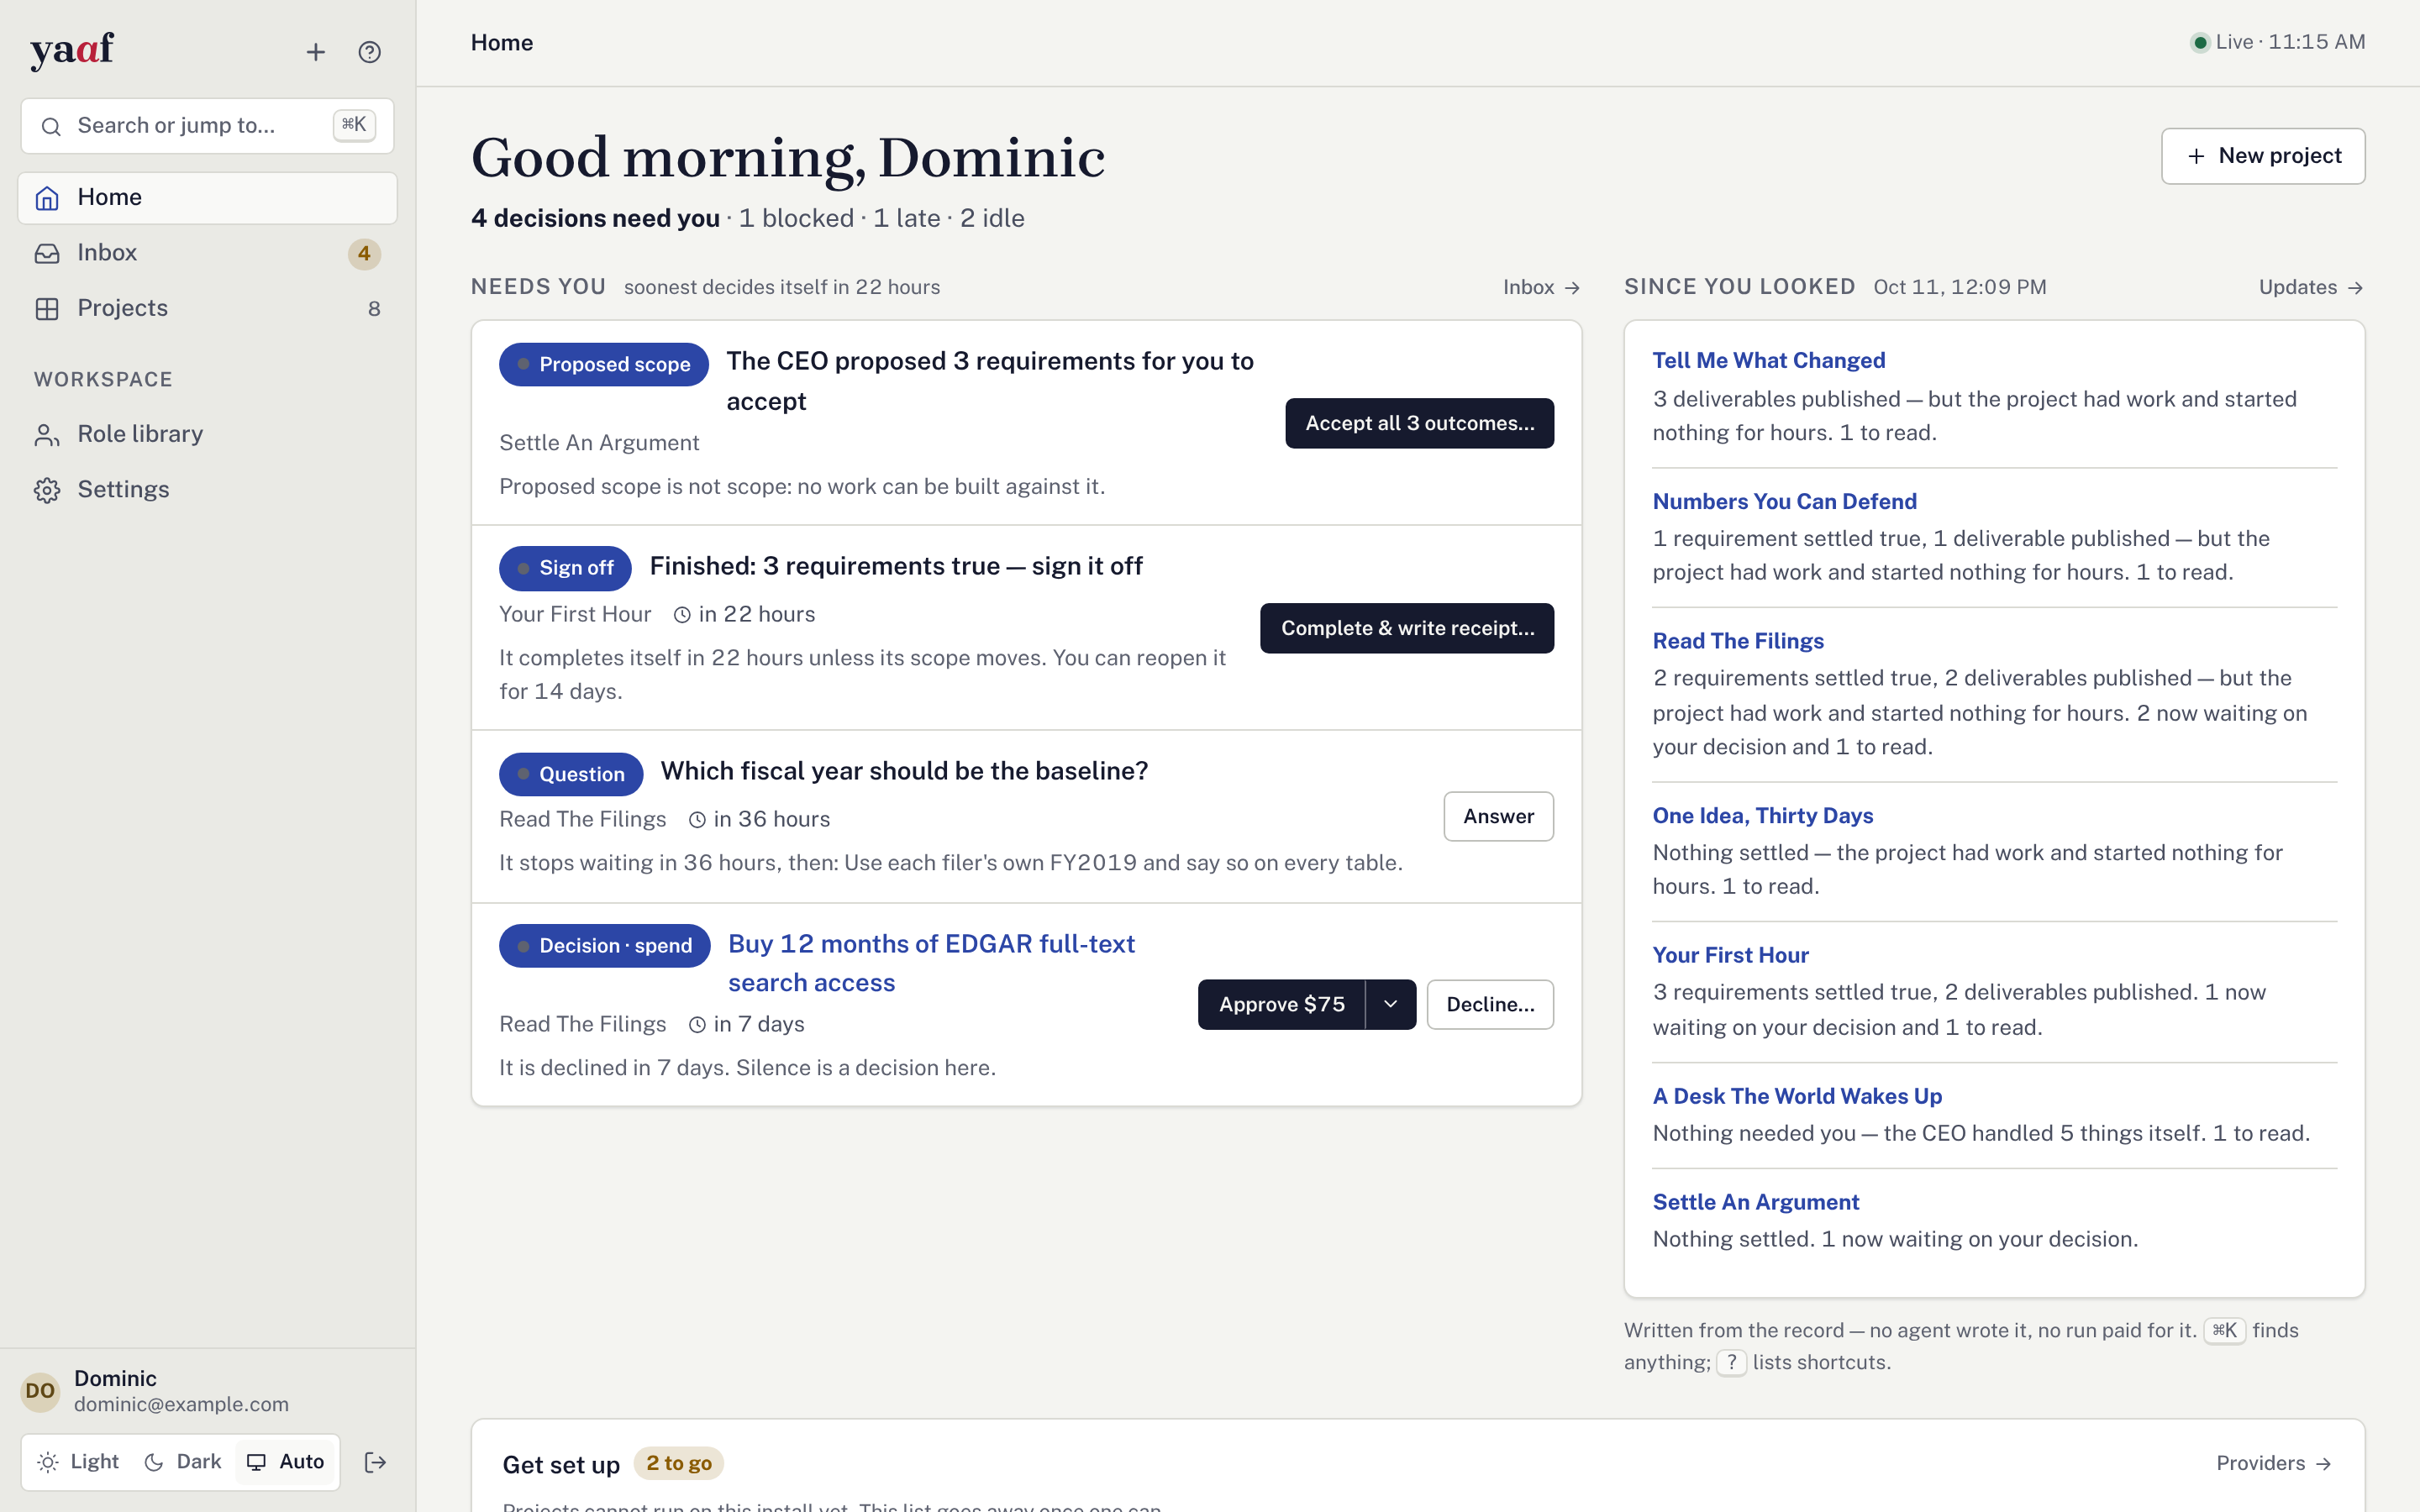 yaaf
Search or jump to...
⌘K
Home
Inbox
4
Projects
8
WORKSPACE
Role library
Settings
Dominic
DO
dominic@example.com
Light
Dark
Auto
Home
Live · 11:15 AM
Good morning, Dominic
New project
4 decisions need you · 1 blocked · 1 late · 2 idle
NEEDS YOU soonest decides itself in 22 hours
Inbox →
Proposed scope
The CEO proposed 3 requirements for you to
accept
Settle An Argument
Accept all 3 outcomes...
Proposed scope is not scope: no work can be built against it.
Sign off
Finished: 3 requirements true — sign it off
Your First Hour
in 22 hours
Complete & write receipt...
It completes itself in 22 hours unless its scope moves. You can reopen it
for 14 days.
Question
Which fiscal year should be the baseline?
Read The Filings
in 36 hours
Answer
It stops waiting in 36 hours, then: Use each filer's own FY2019 and say so on every table.
Decision · spend
Buy 12 months of EDGAR full-text
search access
Read The Filings
in 7 days
Approve $75
Decline...
It is declined in 7 days. Silence is a decision here.
SINCE YOU LOOKED Oct 11, 12:09 PM
Updates →
Tell Me What Changed
3 deliverables published — but the project had work and started
nothing for hours. 1 to read.
Numbers You Can Defend
1 requirement settled true, 1 deliverable published — but the
project had work and started nothing for hours. 1 to read.
Read The Filings
2 requirements settled true, 2 deliverables published — but the
project had work and started nothing for hours. 2 now waiting on
your decision and 1 to read.
One Idea, Thirty Days
Nothing settled — the project had work and started nothing for
hours. 1 to read.
Your First Hour
3 requirements settled true, 2 deliverables published. 1 now
waiting on your decision and 1 to read.
A Desk The World Wakes Up
Nothing needed you — the CEO handled 5 things itself. 1 to read.
Settle An Argument
Nothing settled. 1 now waiting on your decision.
Written from the record — no agent wrote it, no run paid for it. ⌘K finds
anything; ? lists shortcuts.
Get set up
2 to go
Providers →
Projects cannot run on this install yet. This list goes away once one can.